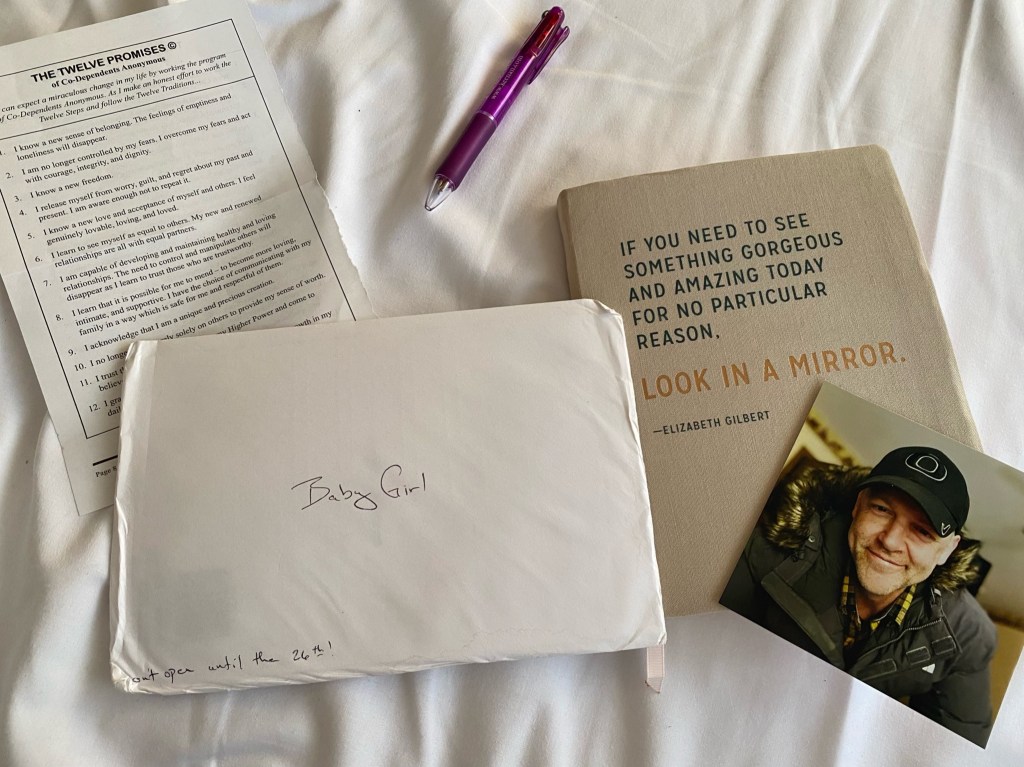 THE TWELVE PROMISES ©
of Co-Dependents Anonymous
can expect a miraculous change in my life by working the program
of Co-Dependents Anonymous. As I make an honest effort to work the
Twelve Steps and follow the Twelve Traditions...
1. I know a new sense of belonging. The feelings of emptiness and
loneliness will disappear.
2. I am no longer controlled by my fears. I overcome my fears and act
with courage, integrity, and dignity.
3. I know a new freedom.
4. I release myself from worry, guilt, and regret about my past and
present. I am aware enough not to repeat it.
5. I know a new love and acceptance of myself and others. I feel
genuinely lovable, loving, and loved.
6. I learn to see myself as equal to others. My new and renewed
relationships are all with equal partners.
7. I am capable of developing and maintaining healthy and loving
relationships. The need to control and manipulate others will
disappear as I learn to trust those who are trustworthy.
8. I learn that it is possible for me to mend – to become more loving,
intimate, and supportive. I have the choice of communicating with my
family in a way which is safe for me and respectful of them.
9. I acknowledge that I am a unique and precious creation.
10. I no longer solely on others to provide my sense of worth.
11. I trust Higher Power and come to
12. I in my
Page
IF YOU NEED TO SEE
SOMETHING GORGEOUS
AND AMAZING TODAY
FOR NO PARTICULAR
REASON,
LOOK IN A MIRROR.
—ELIZABETH GILBERT
Baby Girl
open until the 26th!